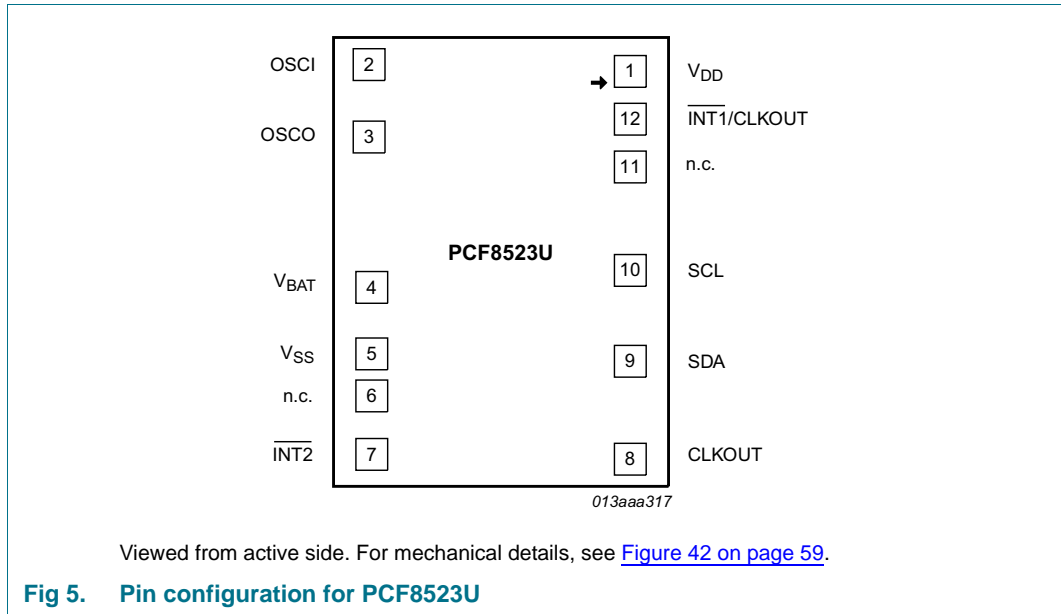 OSCI 2 1 VDD
12 INT1/CLKOUT
OSCO 3
11 n.c.
PCF8523U
10 SCL
VBAT 4
VSS 5 9 SDA
n.c. 6
INT2 7 8 CLKOUT
013aaa317
Viewed from active side. For mechanical details, see Figure 42 on page 59.
Fig 5. Pin configuration for PCF8523U